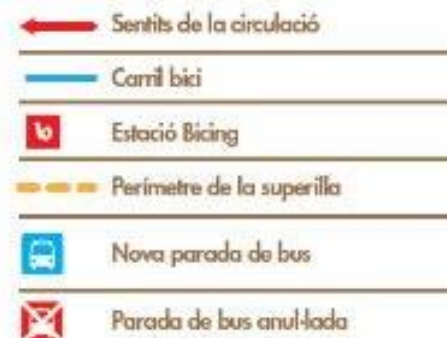 Sentits de la circulació
Carril bici
Estació Bicing
Perímetre de la superilla
Nova parada de bus
Parada de bus anul·lada